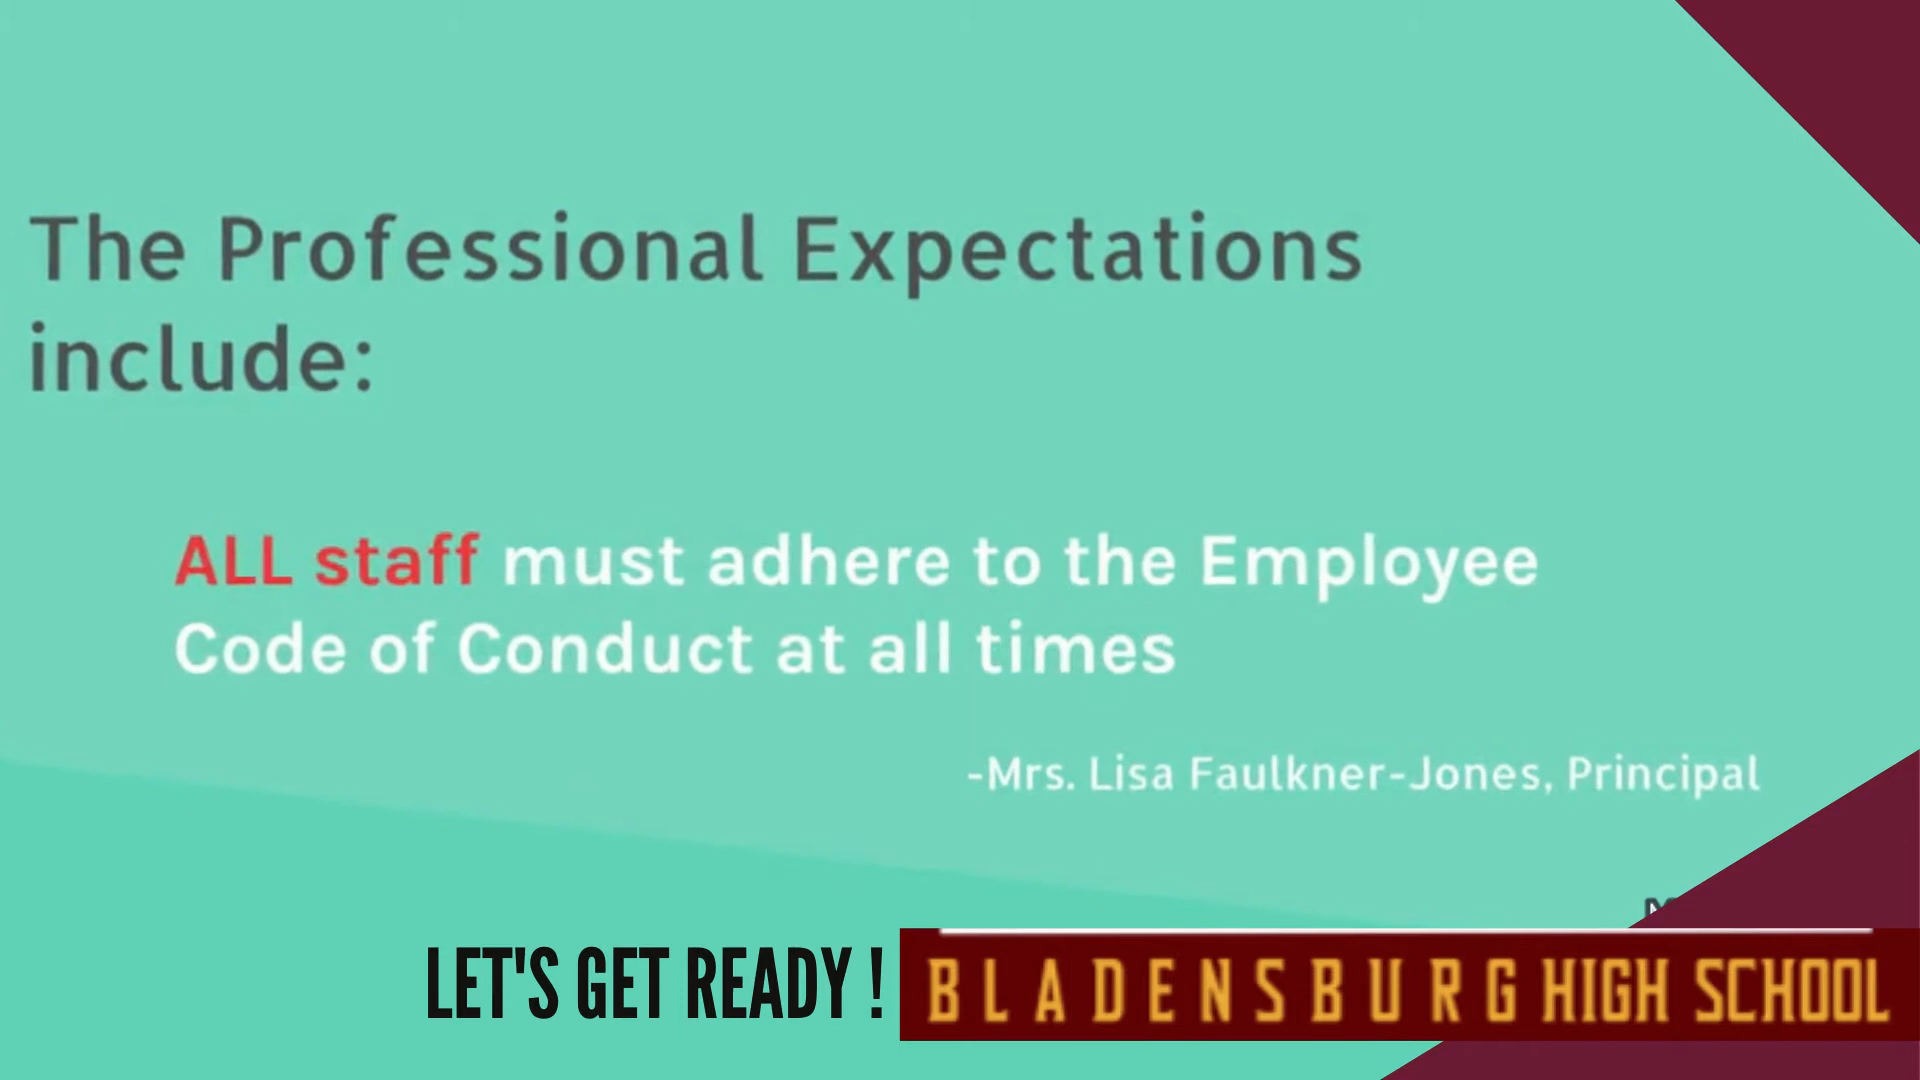 The Professional Expectations
include:
ALL staff must adhere to the Employee
Code of Conduct at all times
-Mrs. Lisa Faulkner-Jones, Principal
LET'S GET READY !
BLADENSBURG HIGH SCHOOL